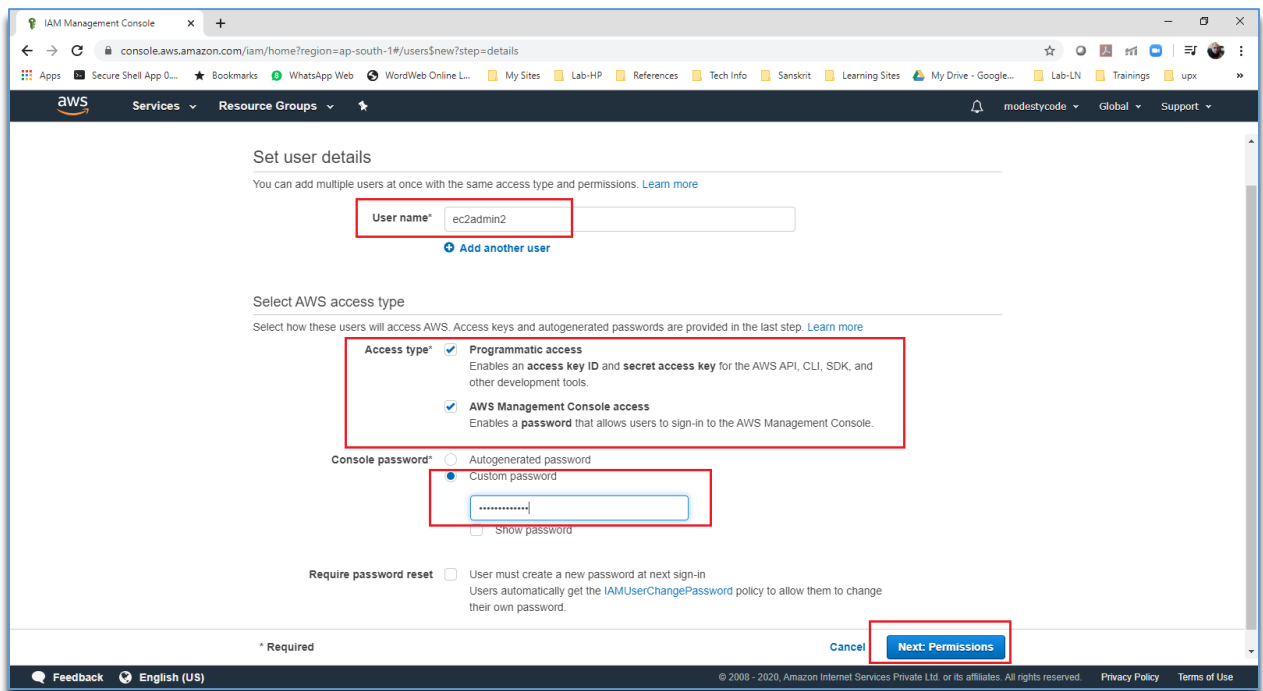 IAM Management Console
console.aws.amazon.com/iam/home?region=ap-south-1#/users$new?step=details
Apps Secure Shell App 0.... Bookmarks WhatsApp Web WordWeb Online L... My Sites Lab-HP References Tech Info Sanskrit Learning Sites My Drive - Google... Lab-LN Trainings upx »
aws Services Resource Groups modestycode Global Support
Set user details
You can add multiple users at once with the same access type and permissions. Learn more
User name* ec2admin2
Add another user
Select AWS access type
Select how these users will access AWS. Access keys and autogenerated passwords are provided in the last step. Learn more
Access type* Programmatic access
Enables an access key ID and secret access key for the AWS API, CLI, SDK, and
other development tools.
AWS Management Console access
Enables a password that allows users to sign-in to the AWS Management Console.
Console password* Autogenerated password
Custom password
•••••••••••••
Show password
Require password reset User must create a new password at next sign-in
Users automatically get the IAMUserChangePassword policy to allow them to change
their own password.
* Required Cancel Next: Permissions
Feedback English (US) © 2008 - 2020, Amazon Internet Services Private Ltd. or its affiliates. All rights reserved. Privacy Policy Terms of Use